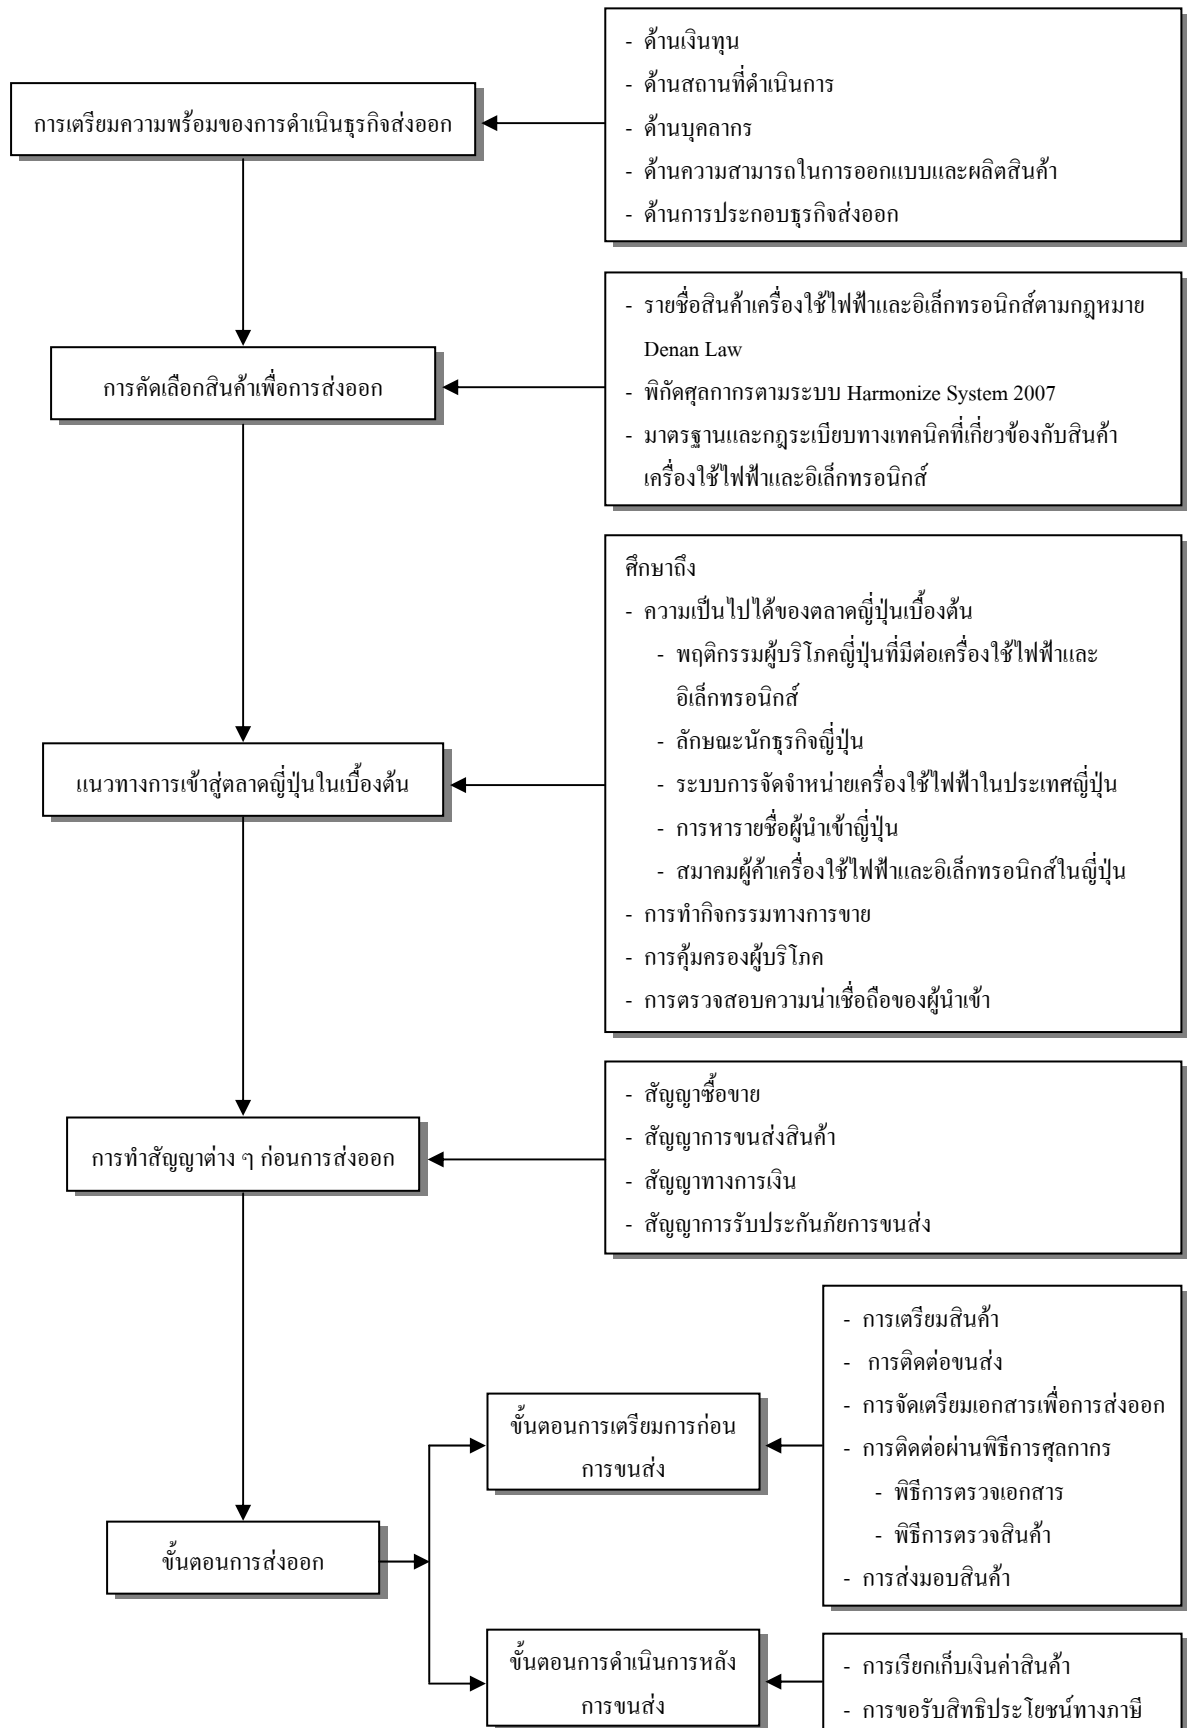 การเตรียมความพร้อมของการดำเนินธุรกิจส่งออก
- ด้านเงินทุน
- ด้านสถานที่ดำเนินการ
- ด้านบุคลากร
- ด้านความสามารถในการออกแบบและผลิตสินค้า
- ด้านการประกอบธุรกิจส่งออก
การคัดเลือกสินค้าเพื่อการส่งออก
- รายชื่อสินค้าเครื่องใช้ไฟฟ้าและอิเล็กทรอนิกส์ตามกฎหมาย
Denan Law
- พิกัดศุลกากรตามระบบ Harmonize System 2007
- มาตรฐานและกฎระเบียบทางเทคนิคที่เกี่ยวข้องกับสินค้า
เครื่องใช้ไฟฟ้าและอิเล็กทรอนิกส์
แนวทางการเข้าสู่ตลาดญี่ปุ่นในเบื้องต้น
ศึกษาถึง
- ความเป็นไปได้ของตลาดญี่ปุ่นเบื้องต้น
- พฤติกรรมผู้บริโภคญี่ปุ่นที่มีต่อเครื่องใช้ไฟฟ้าและ
อิเล็กทรอนิกส์
- ลักษณะนักธุรกิจญี่ปุ่น
- ระบบการจัดจำหน่ายเครื่องใช้ไฟฟ้าในประเทศญี่ปุ่น
- การหารายชื่อผู้นำเข้าญี่ปุ่น
- สมาคมผู้ค้าเครื่องใช้ไฟฟ้าและอิเล็กทรอนิกส์ในญี่ปุ่น
- การทำกิจกรรมทางการขาย
- การคุ้มครองผู้บริโภค
- การตรวจสอบความน่าเชื่อถือของผู้นำเข้า
การทำสัญญาต่าง ๆ ก่อนการส่งออก
- สัญญาซื้อขาย
- สัญญาการขนส่งสินค้า
- สัญญาทางการเงิน
- สัญญาการรับประกันภัยการขนส่ง
ขั้นตอนการส่งออก
ขั้นตอนการเตรียมการก่อน
การขนส่ง
- การเตรียมสินค้า
- การติดต่อขนส่ง
- การจัดเตรียมเอกสารเพื่อการส่งออก
- การติดต่อผ่านพิธีการศุลกากร
- พิธีการตรวจเอกสาร
- พิธีการตรวจสินค้า
- การส่งมอบสินค้า
ขั้นตอนการดำเนินการหลัง
การขนส่ง
- การเรียกเก็บเงินค่าสินค้า
- การขอรับสิทธิประโยชน์ทางภาษี